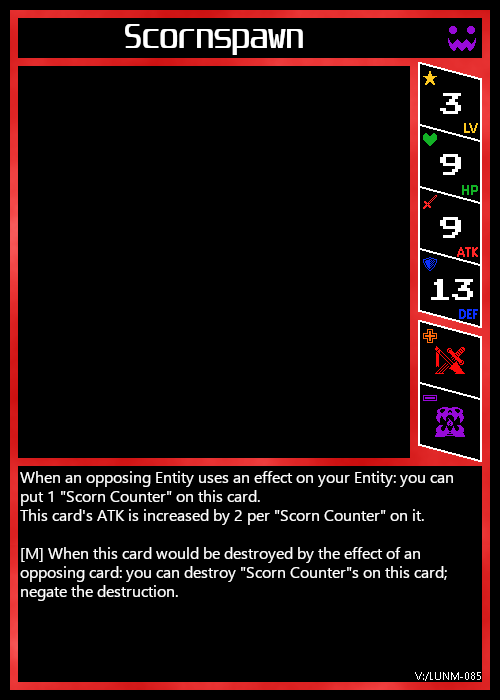 Scornspawn
3
LV
9
HP
9
ATK
13
DEF
When an opposing Entity uses an effect on your Entity: you can
put 1 "Scorn Counter" on this card.
This card's ATK is increased by 2 per "Scorn Counter" on it.
[M] When this card would be destroyed by the effect of an
opposing card: you can destroy "Scorn Counter"s on this card;
negate the destruction.
V:/LUNM-085